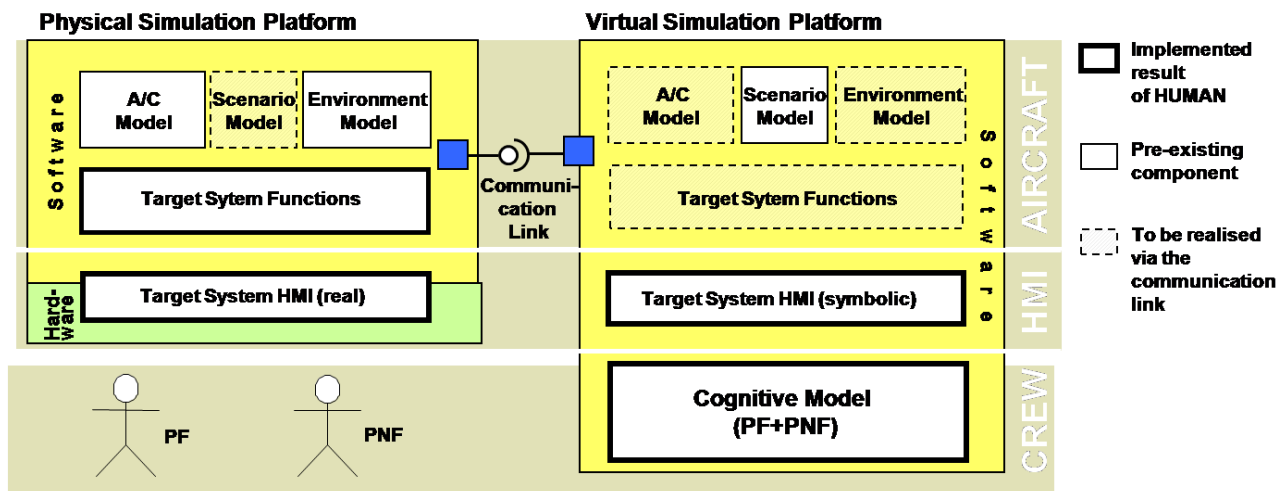 Physical Simulation Platform
Virtual Simulation Platform
Software
A/C
Model
Scenario
Model
Environment
Model
Target Sytem Functions
Hard-
ware
Target System HMI (real)
PF
PNF
Communi-
cation
Link
A/C
Model
Scenario
Model
Environment
Model
Target Sytem Functions
Software
Target System HMI (symbolic)
Cognitive Model
(PF+PNF)
AIRCRAFT
HMI
CREW
Implemented
result
of HUMAN
Pre-existing
component
To be realised
via the
communication
link